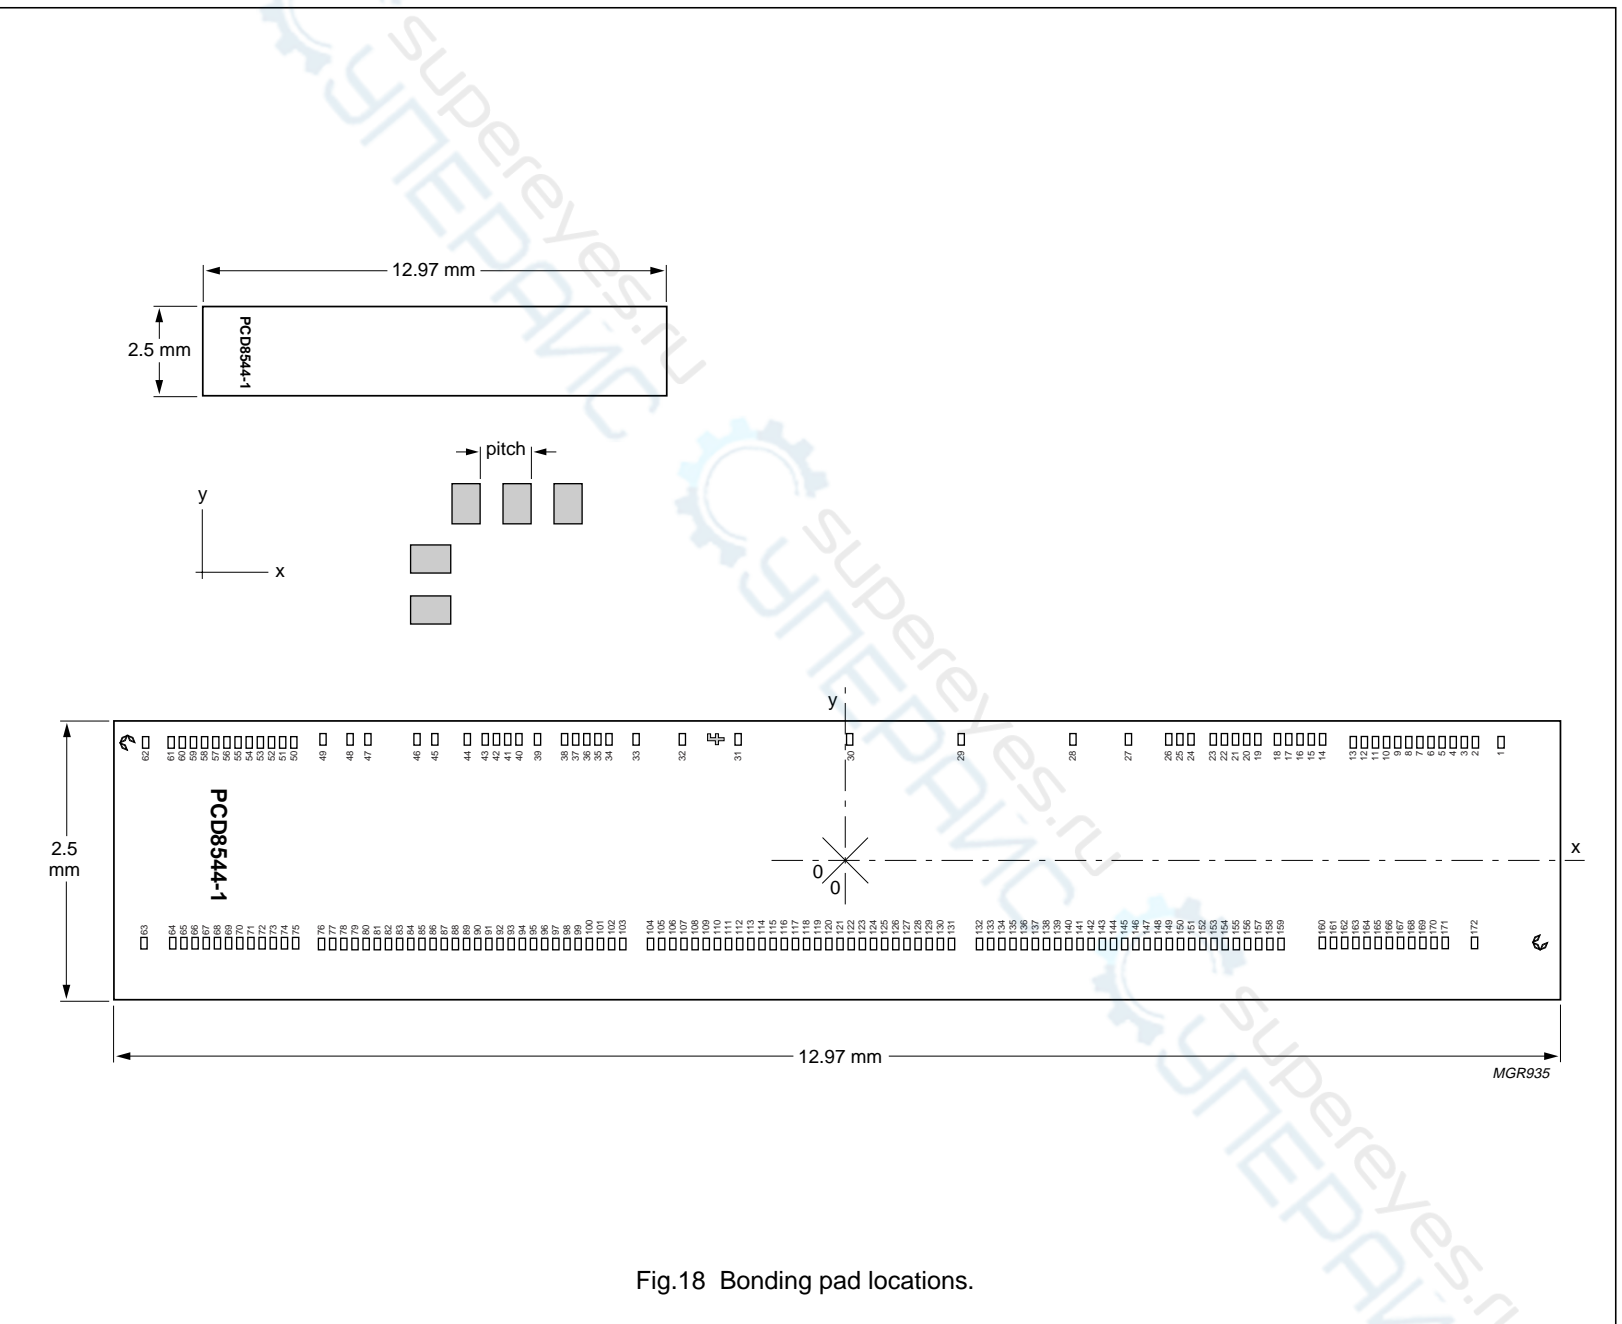 12.97 mm
2.5 mm
PCD8544-1
pitch
y
x
y
62 61 60 59 58 57 56 55 54 53 52 51 50 49 48 47 46 45 44 43 42 41 40 39 38 37 36 35 34 33 32 31 30 29 28 27 26 25 24 23 22 21 20 19 18 17 16 15 14 13 12 11 10 9 8 7 6 5 4 3 2 1
PCD8544-1
2.5
mm
x
0
0
63 64 65 66 67 68 69 70 71 72 73 74 75 76 77 78 79 80 81 82 83 84 85 86 87 88 89 90 91 92 93 94 95 96 97 98 99 100 101 102 103 104 105 106 107 108 109 110 111 112 113 114 115 116 117 118 119 120 121 122 123 124 125 126 127 128 129 130 131 132 133 134 135 136 137 138 139 140 141 142 143 144 145 146 147 148 149 150 151 152 153 154 155 156 157 158 159 160 161 162 163 164 165 166 167 168 169 170 171 172
12.97 mm
MGR935
Fig.18 Bonding pad locations.
supereyes.ru
СУПЕРАЙС
supereyes.ru
СУПЕРАЙС
supereyes.ru